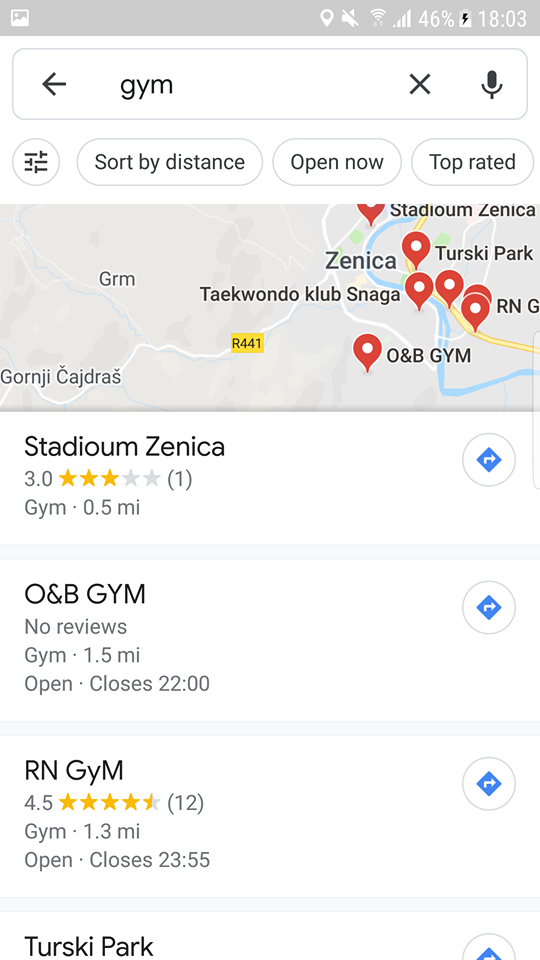 46% 18:03
gym
Sort by distance
Open now
Top rated
Stadioum Zenica
Turski Park
Zenica
Grm
Taekwondo klub Snaga
RN G
R441
O&B GYM
Gornji Čajdraš
Stadioum Zenica
3.0 (1)
Gym · 0.5 mi
O&B GYM
No reviews
Gym · 1.5 mi
Open · Closes 22:00
RN GyM
4.5 (12)
Gym · 1.3 mi
Open · Closes 23:55
Turski Park